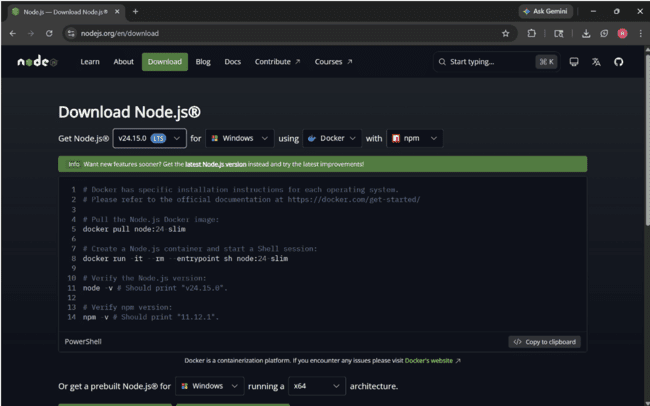 Node.js — Download Node.js®
Ask Gemini
nodejs.org/en/download
H
node
Learn About Download Blog Docs Contribute ↗ Courses ↗ Start typing... ⌘ K
Download Node.js®
Get Node.js® v24.15.0 LTS for Windows using Docker with npm
Info Want new features sooner? Get the latest Node.js version instead and try the latest improvements!
1 # Docker has specific installation instructions for each operating system.
2 # Please refer to the official documentation at https://docker.com/get-started/
3
4 # Pull the Node.js Docker image:
5 docker pull node:24-slim
6
7 # Create a Node.js container and start a Shell session:
8 docker run -it --rm --entrypoint sh node:24-slim
9
10 # Verify the Node.js version:
11 node -v # Should print "v24.15.0".
12
13 # Verify npm version:
14 npm -v # Should print "11.12.1".
PowerShell
Copy to clipboard
Docker is a containerization platform. If you encounter any issues please visit Docker's website ↗
Or get a prebuilt Node.js® for Windows running a x64 architecture.